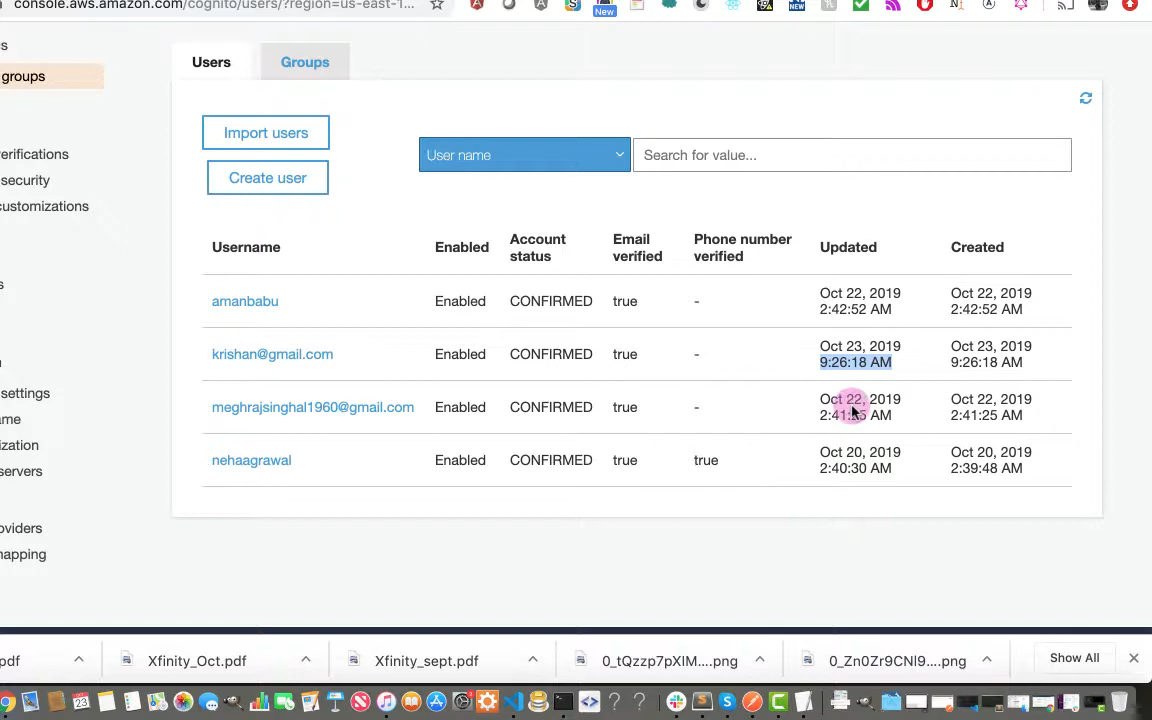 console.aws.amazon.com/cognito/users/?region=us-east-1...
New
NEW
s
groups
Users
Groups
Import users
Create user
User name
Search for value...
erifications
security
customizations
s
settings
ame
ization
servers
oviders
mapping
Username Enabled Account status Email verified Phone number verified Updated Created
amanbabu Enabled CONFIRMED true - Oct 22, 2019 2:42:52 AM Oct 22, 2019 2:42:52 AM
krishan@gmail.com Enabled CONFIRMED true - Oct 23, 2019 9:26:18 AM Oct 23, 2019 9:26:18 AM
meghrajsinghal1960@gmail.com Enabled CONFIRMED true - Oct 22, 2019 AM Oct 22, 2019 2:41:25 AM
nehaagrawal Enabled CONFIRMED true true Oct 20, 2019 2:40:30 AM Oct 20, 2019 2:39:48 AM
pdf
Xfinity_Oct.pdf
Xfinity_sept.pdf
0_tQzzp7pXIM....png
0_Zn0Zr9CNl9....png
Show All
23